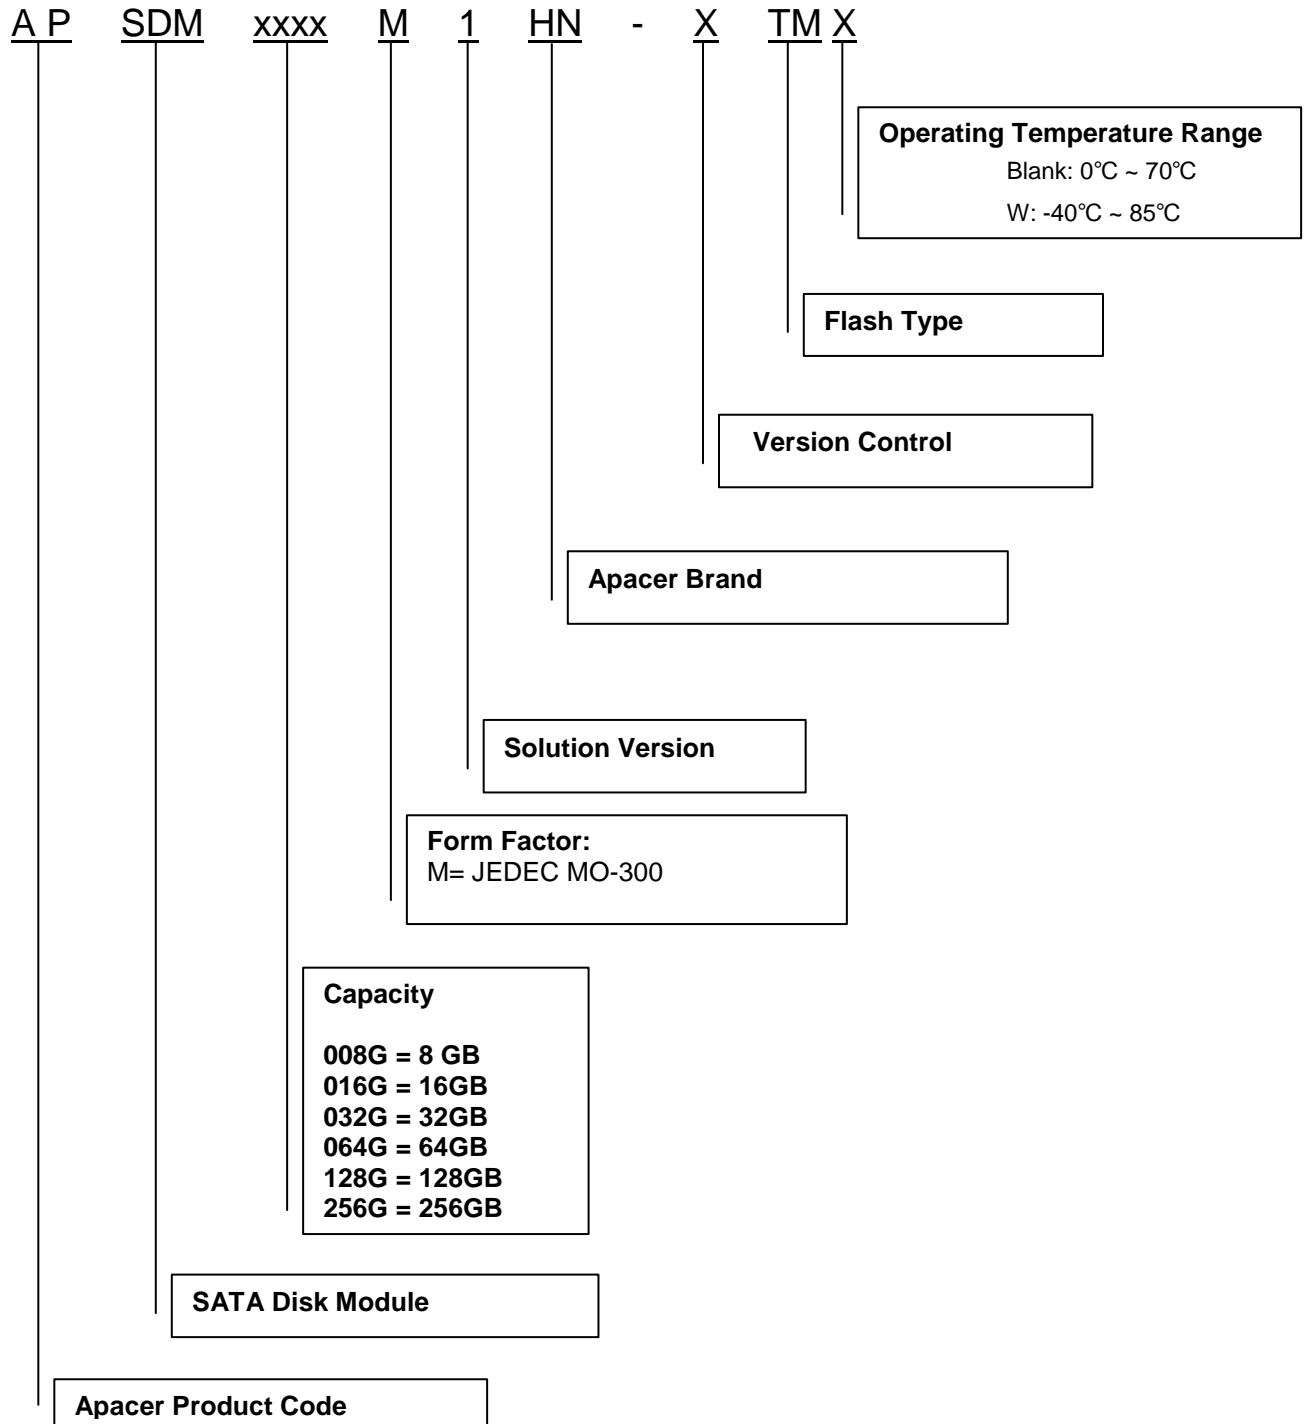 A P SDM xxxx M 1 HN - X TM X
Operating Temperature Range
Blank: 0℃ ~ 70℃
W: -40℃ ~ 85℃
Flash Type
Version Control
Apacer Brand
Solution Version
Form Factor:
M= JEDEC MO-300
Capacity
008G = 8 GB
016G = 16GB
032G = 32GB
064G = 64GB
128G = 128GB
256G = 256GB
SATA Disk Module
Apacer Product Code